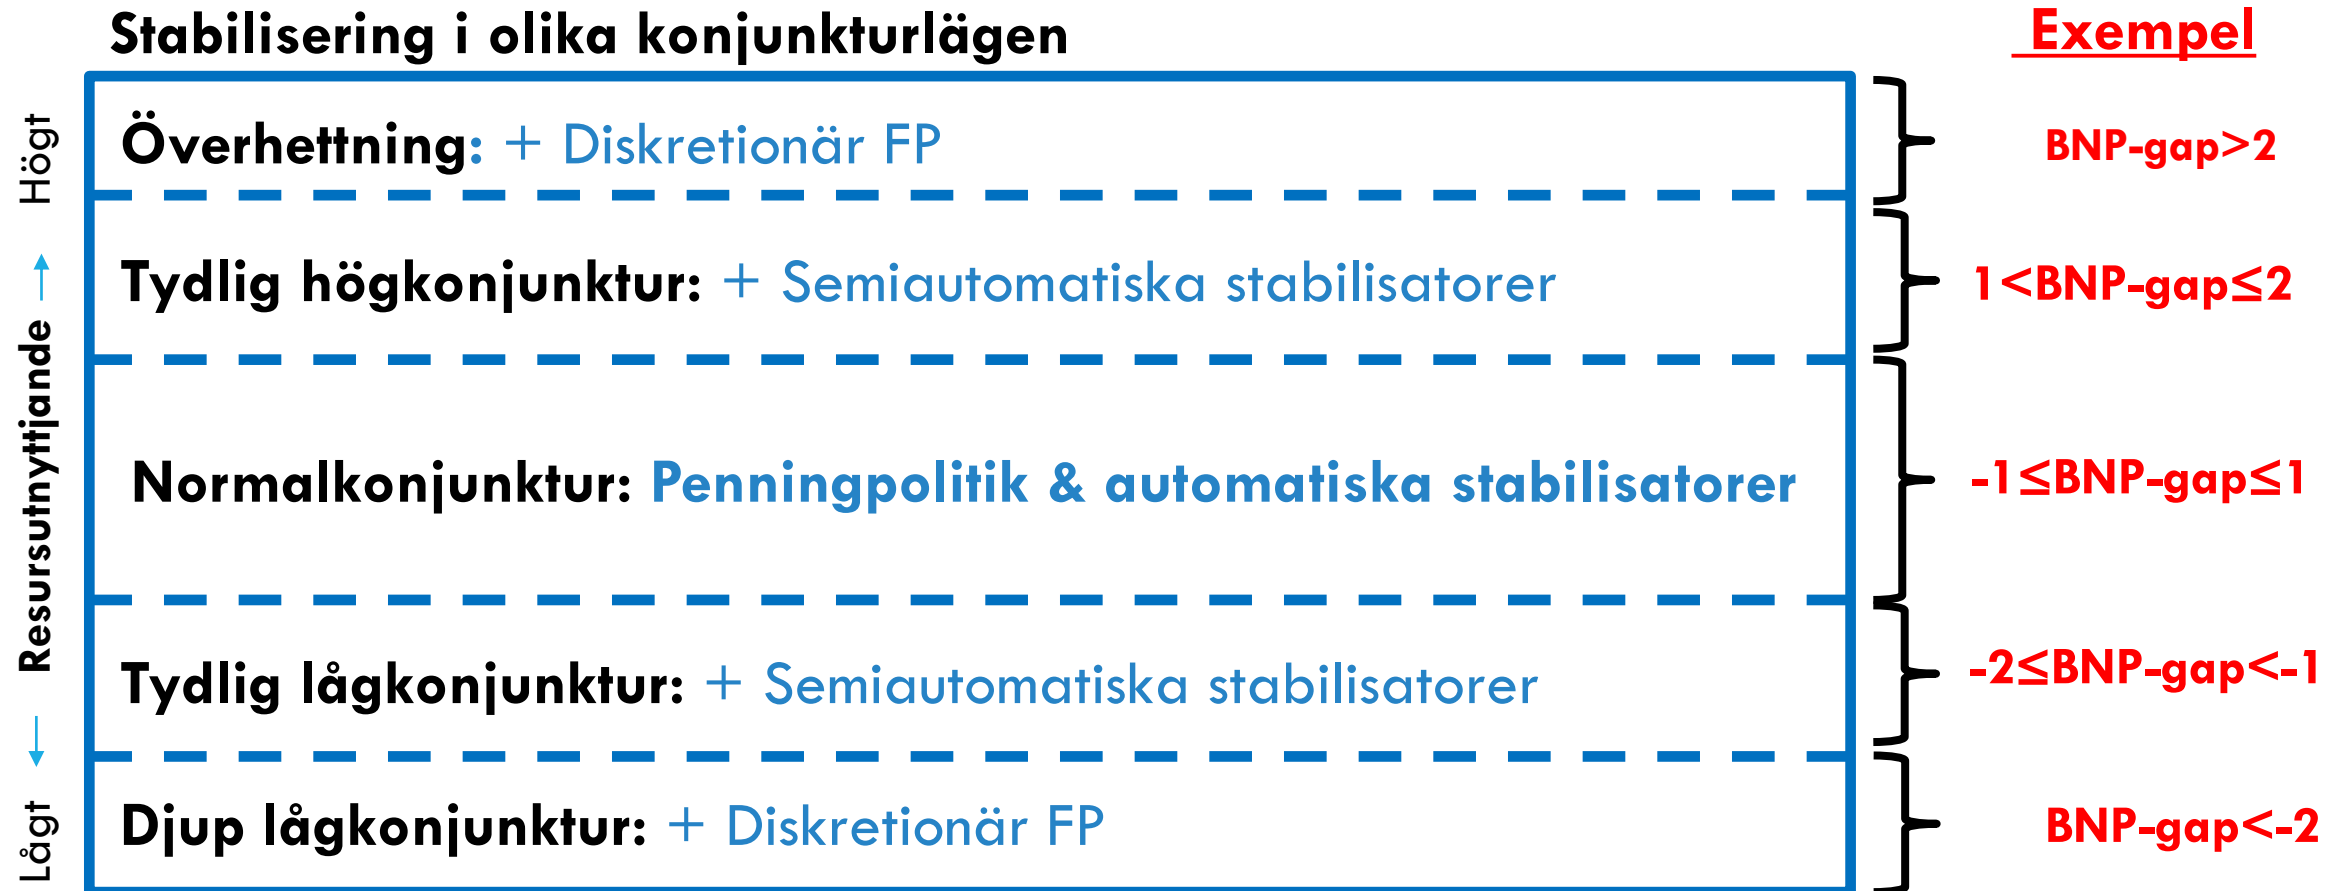 Stabilisering i olika konjunkturlägen
Exempel
Högt
Resursutnyttjande
Lågt
Överhettning: + Diskretionär FP
BNP-gap>2
Tydlig högkonjunktur: + Semiautomatiska stabilisatorer
1<BNP-gap≤2
Normalkonjunktur: Penningpolitik & automatiska stabilisatorer
-1≤BNP-gap≤1
Tydlig lågkonjunktur: + Semiautomatiska stabilisatorer
-2≤BNP-gap<-1
Djup lågkonjunktur: + Diskretionär FP
BNP-gap<-2